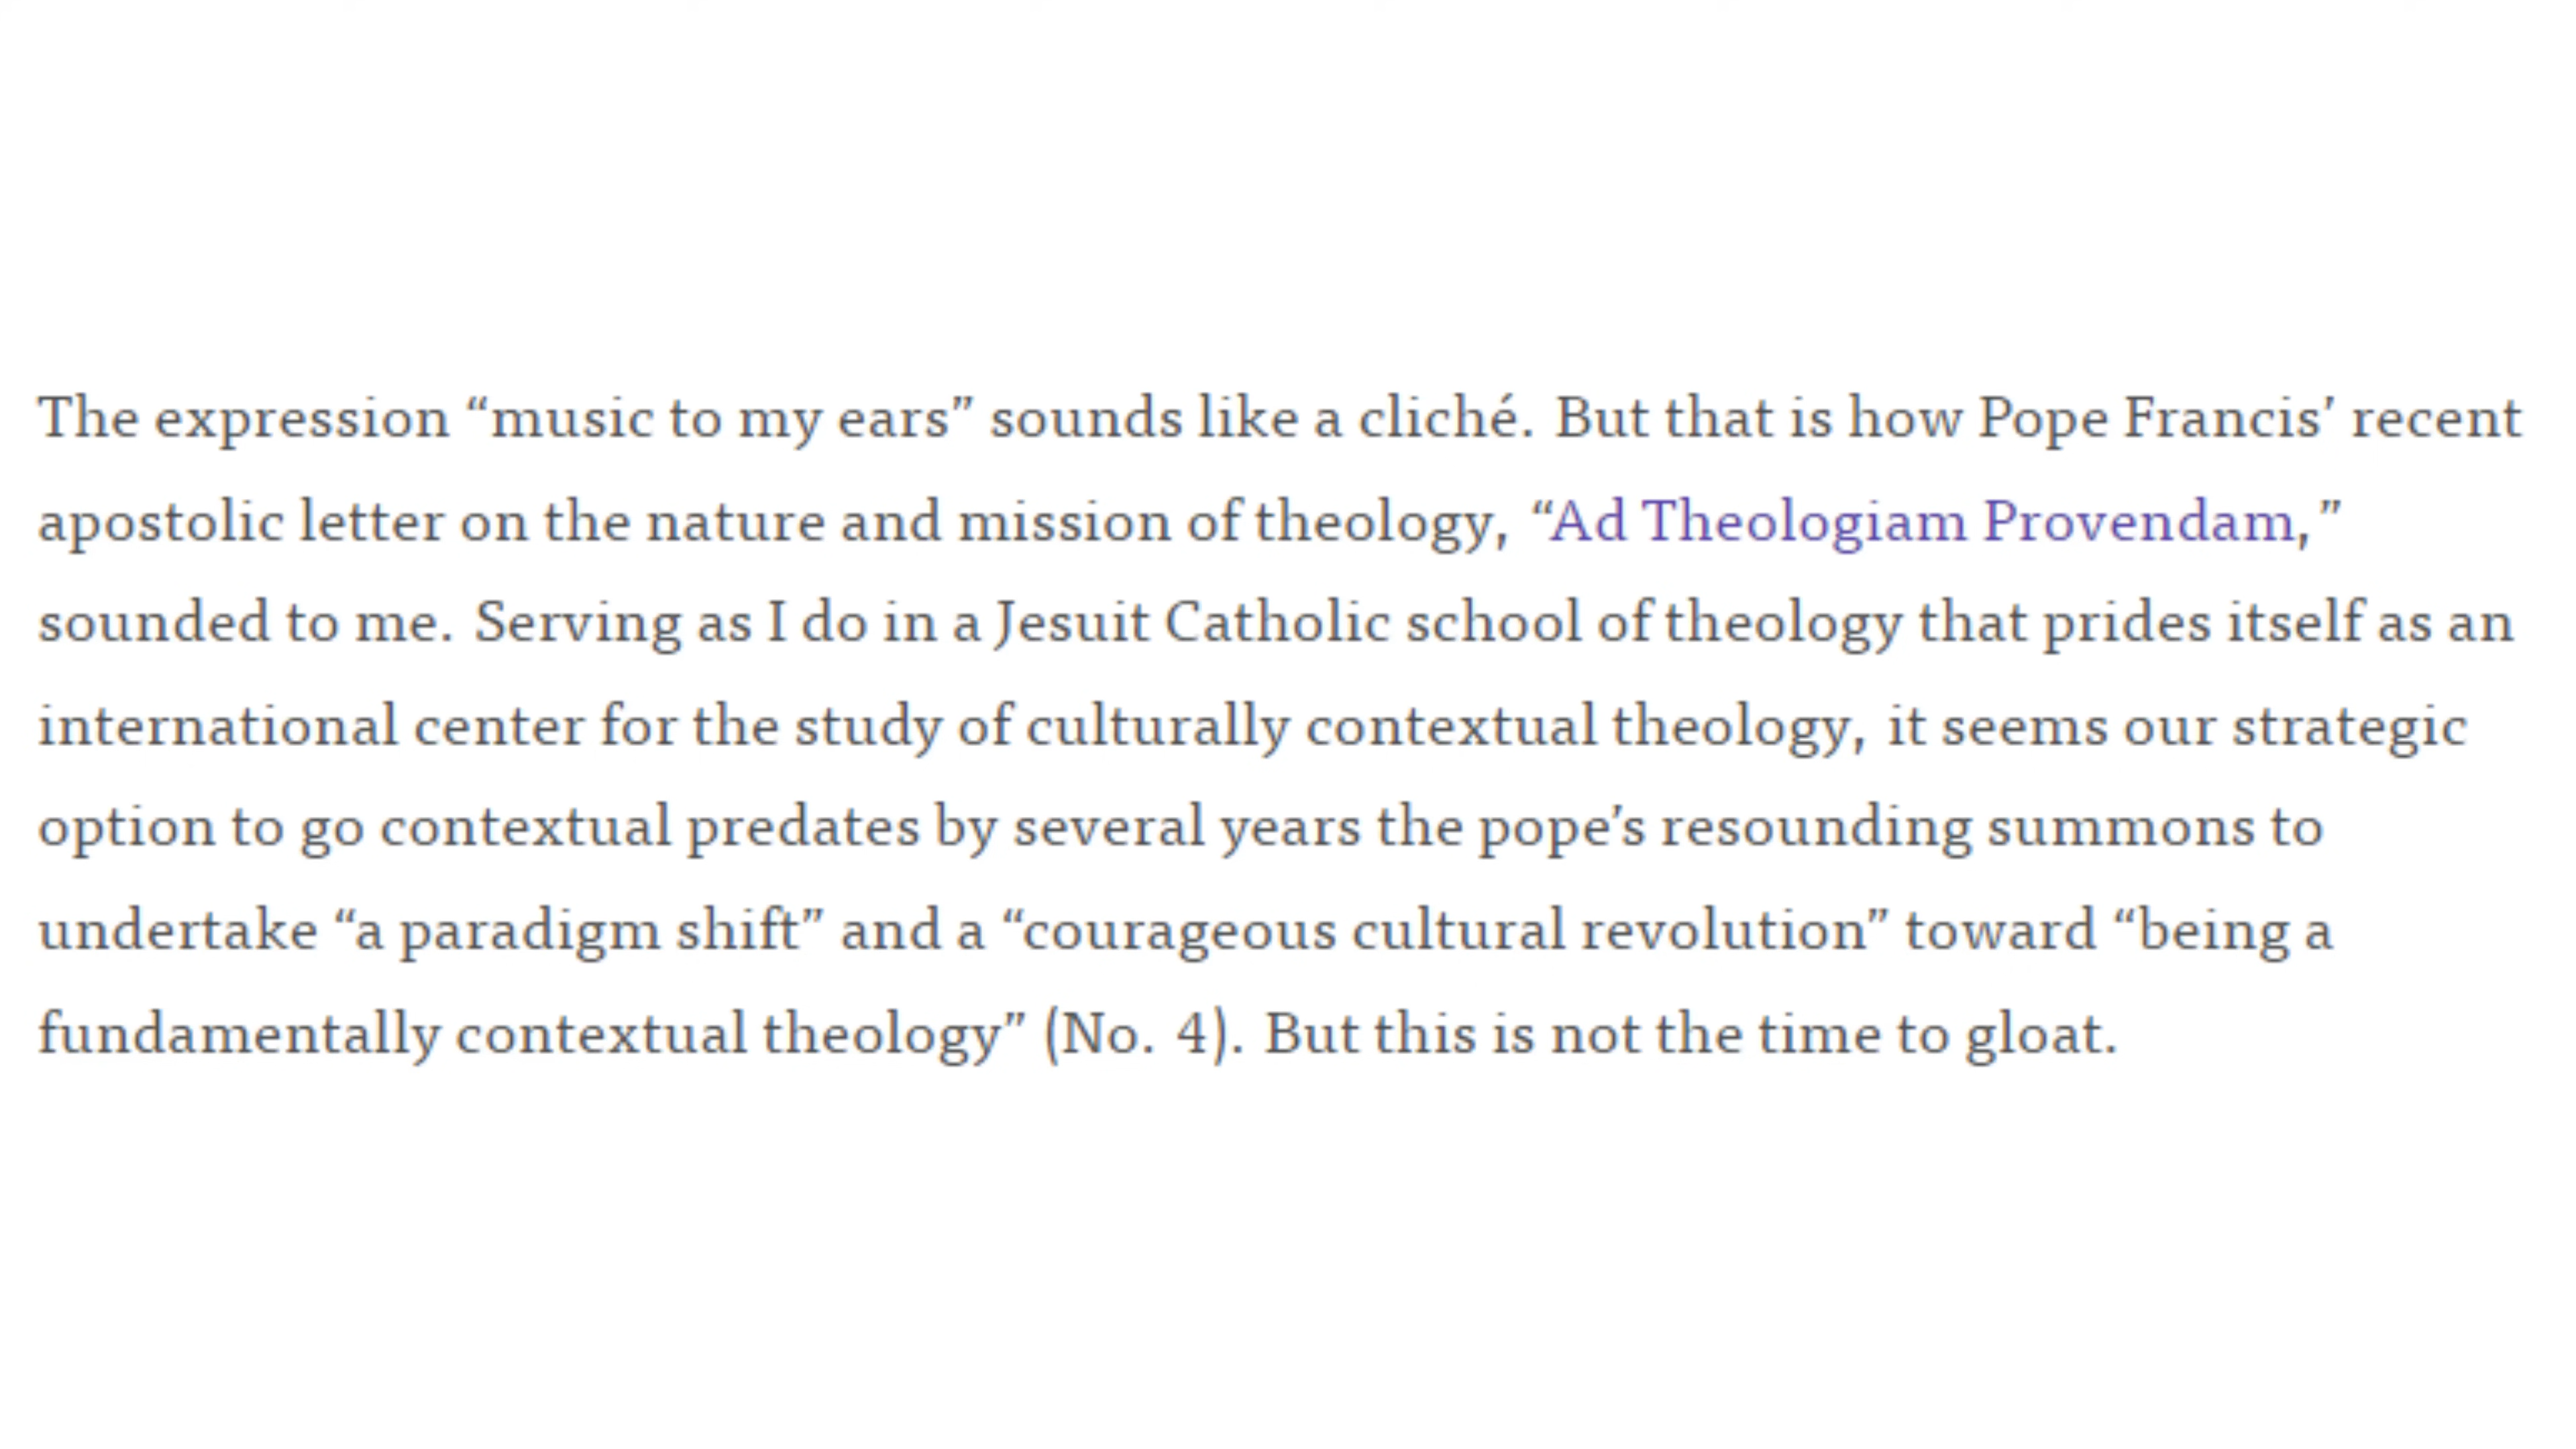 The expression “music to my ears” sounds like a cliché. But that is how Pope Francis’ recent
apostolic letter on the nature and mission of theology, “Ad Theologiam Provendam,”
sounded to me. Serving as I do in a Jesuit Catholic school of theology that prides itself as an
international center for the study of culturally contextual theology, it seems our strategic
option to go contextual predates by several years the pope’s resounding summons to
undertake “a paradigm shift” and a “courageous cultural revolution” toward “being a
fundamentally contextual theology” (No. 4). But this is not the time to gloat.